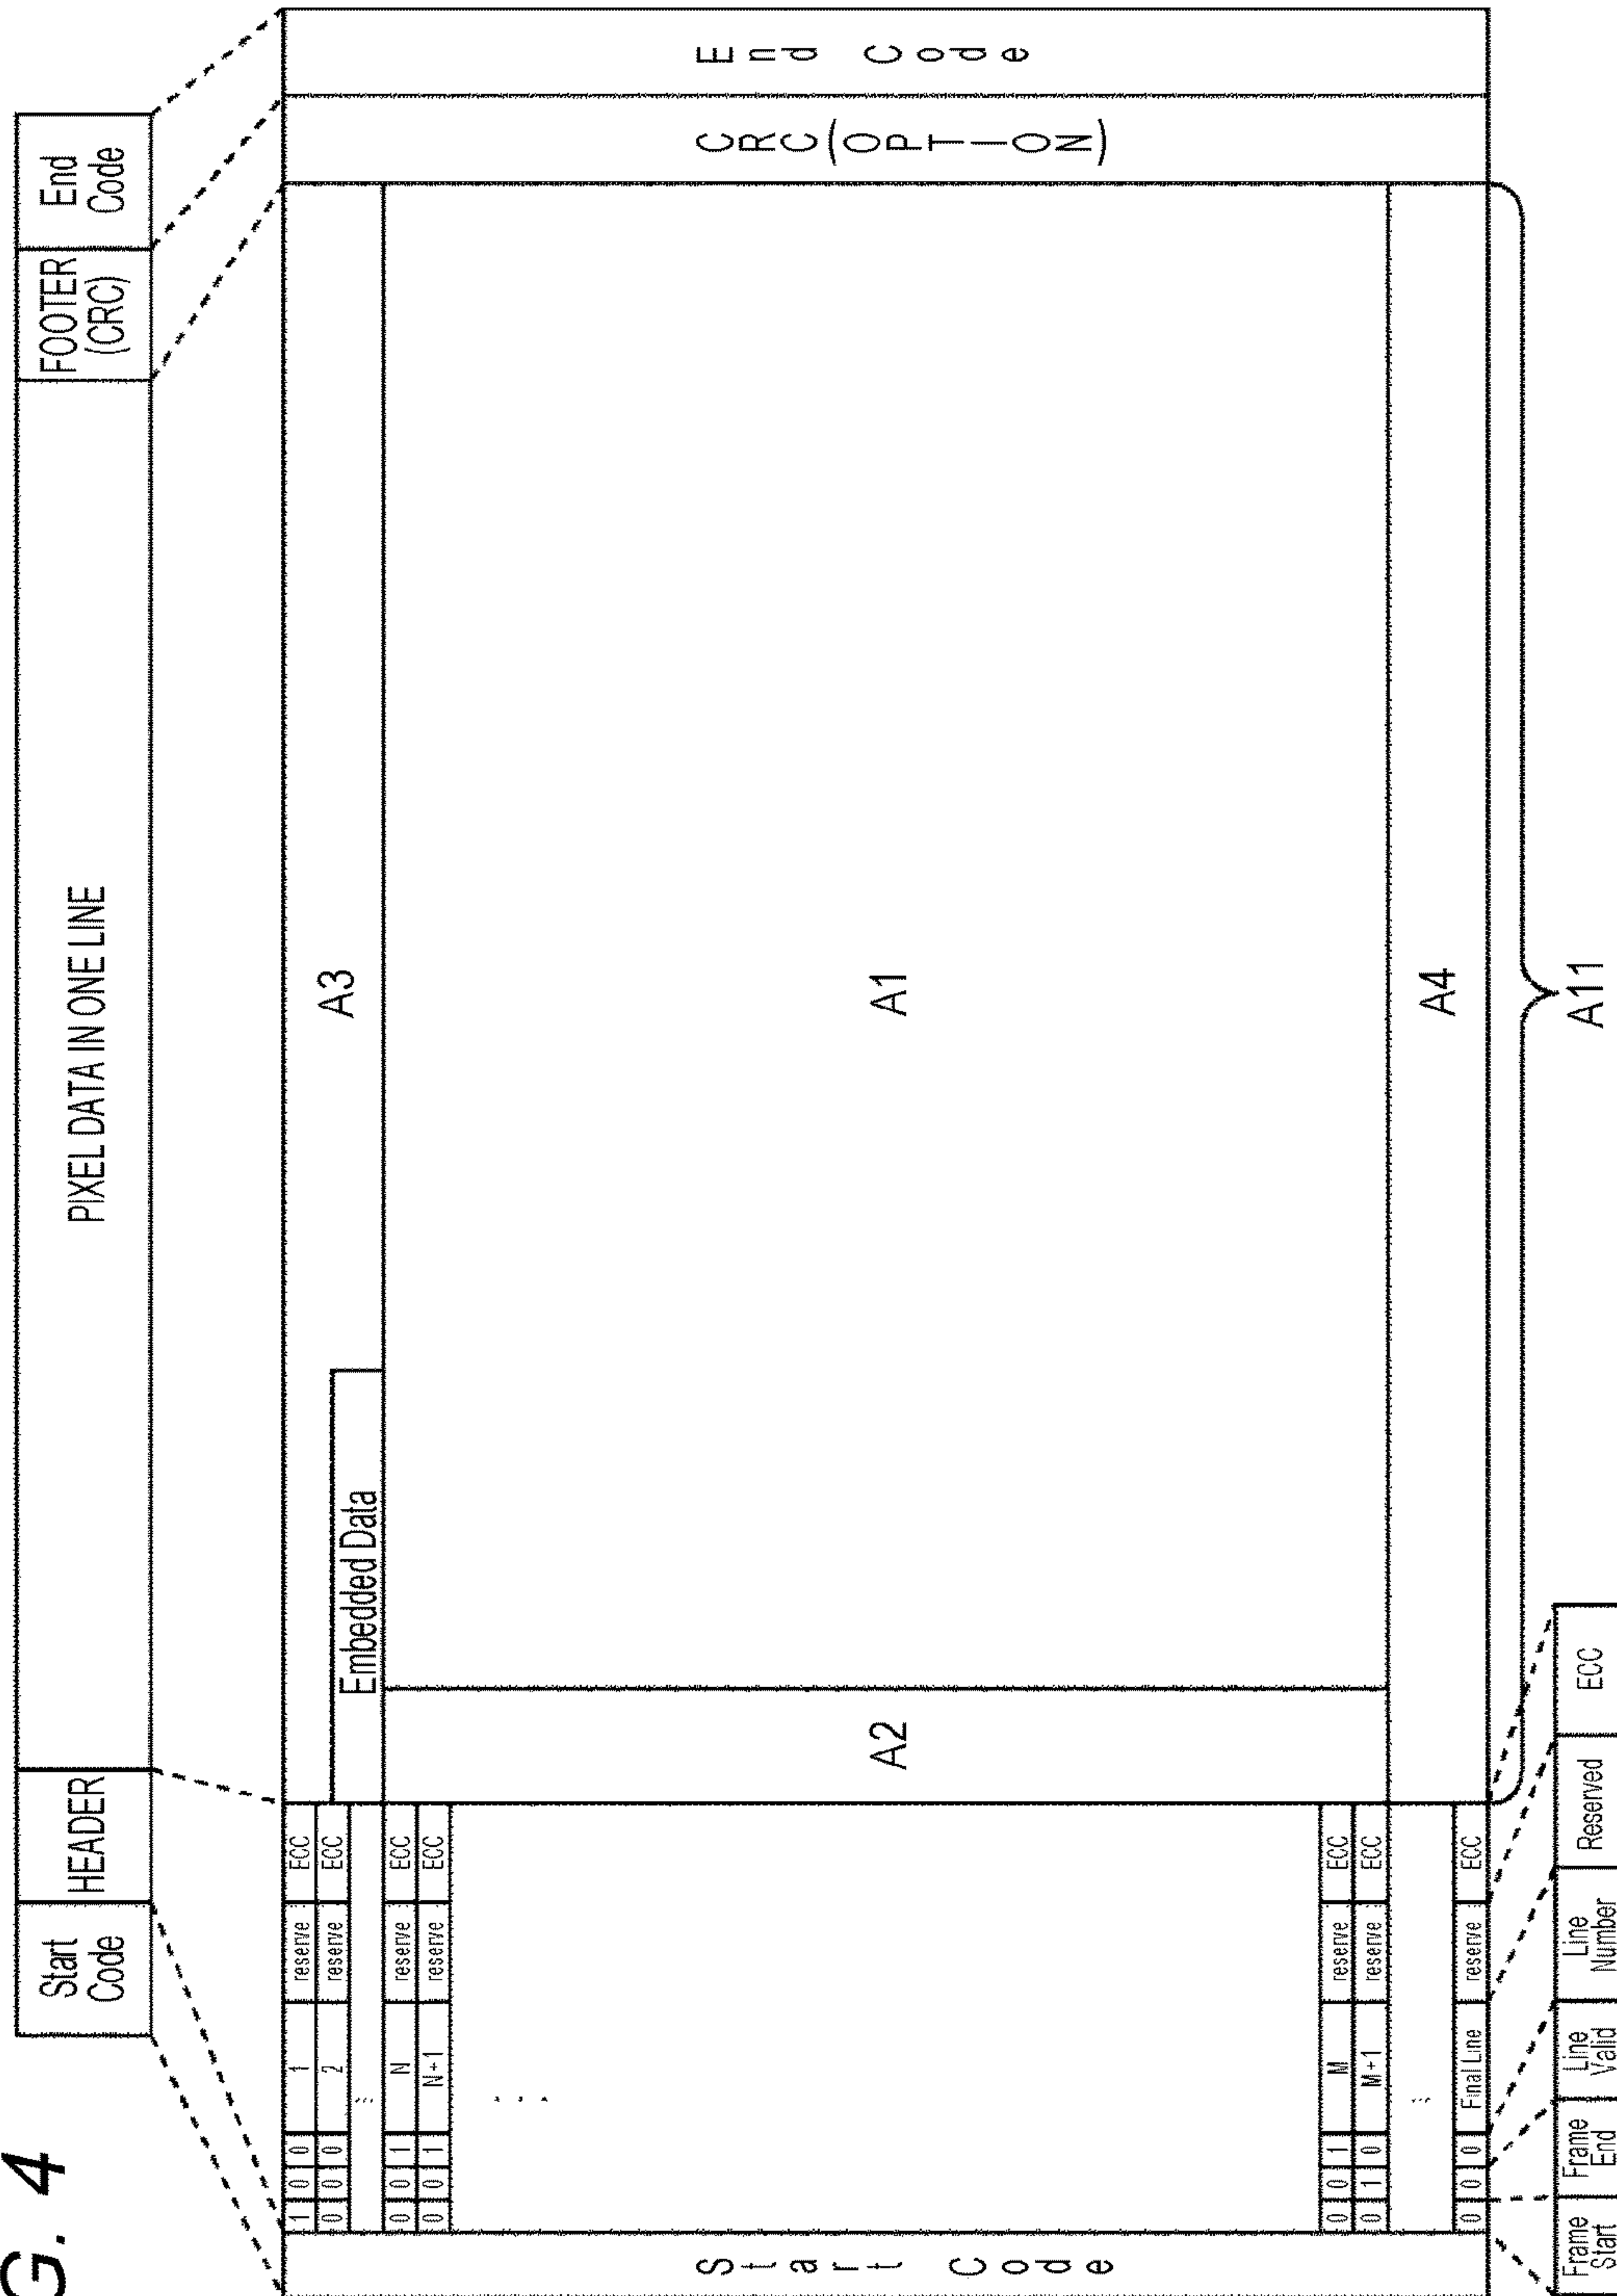 G. 4
Start
Code
HEADER
PIXEL DATA IN ONE LINE
FOOTER
(CRC)
End
Code
Start Code
1 0 0 1 reserve ECC
0 0 0 2 reserve ECC
0 0 1 N reserve ECC
0 0 1 N+1 reserve ECC
0 0 1 M reserve ECC
0 1 0 M+1 reserve ECC
0 0 0 Final Line reserve ECC
A3
Embedded Data
A2
A1
A4
CRC(OPTION)
End Code
A11
Frame
Start
Frame
End
Line
Valid
Line
Number
Reserved
ECC